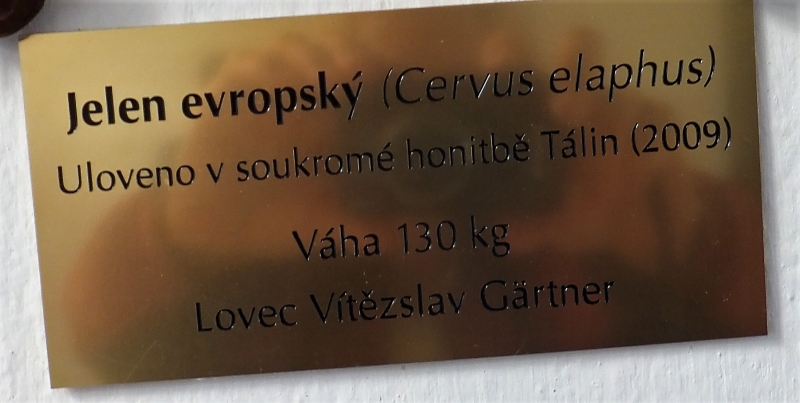 Jelen evropský (Cervus elaphus)
Uloveno v soukromé honitbě Tálin (2009)
Váha 130 kg
Lovec Vítězslav Gärtner